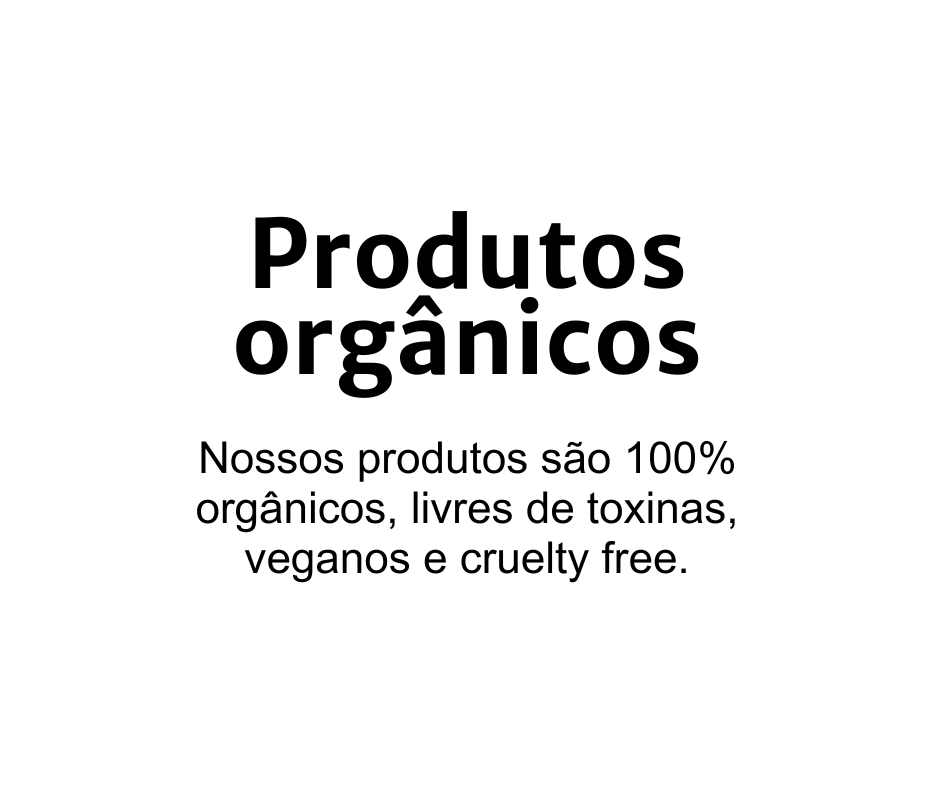 Produtos
orgânicos
Nossos produtos são 100%
orgânicos, livres de toxinas,
veganos e cruelty free.